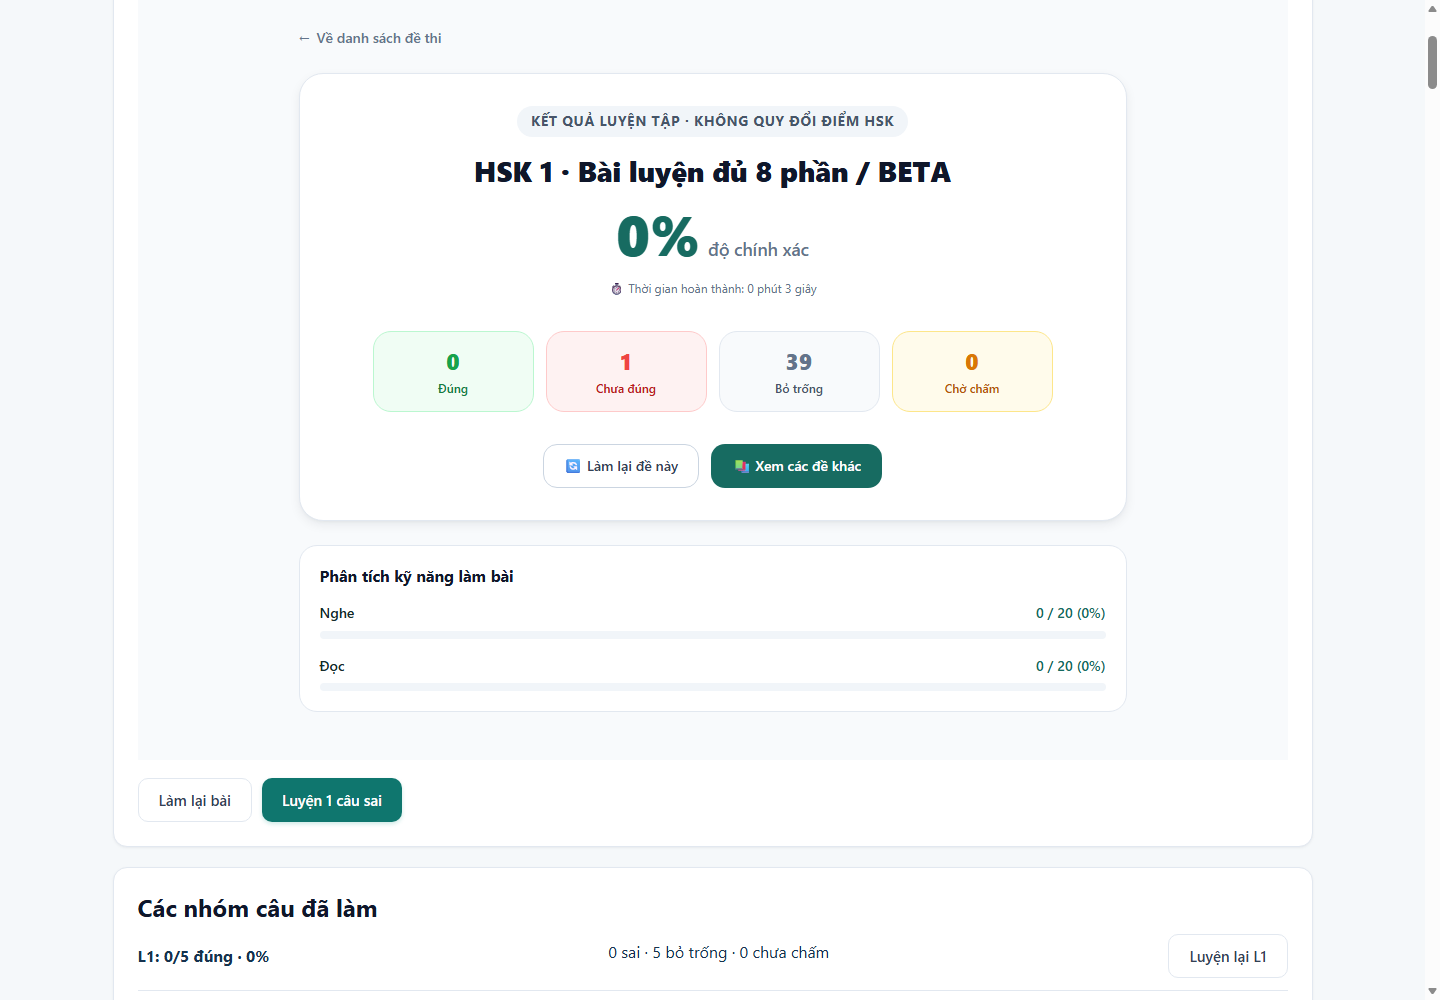 ← Về danh sách đề thi
KẾT QUẢ LUYỆN TẬP · KHÔNG QUY ĐỔI ĐIỂM HSK
HSK 1 · Bài luyện đủ 8 phần / BETA
0% độ chính xác
Thời gian hoàn thành: 0 phút 3 giây
0
Đúng
1
Chưa đúng
39
Bỏ trống
0
Chờ chấm
Làm lại đề này
Xem các đề khác
Phân tích kỹ năng làm bài
Nghe 0 / 20 (0%)
Đọc 0 / 20 (0%)
Làm lại bài
Luyện 1 câu sai
Các nhóm câu đã làm
L1: 0/5 đúng · 0% 0 sai · 5 bỏ trống · 0 chưa chấm Luyện lại L1